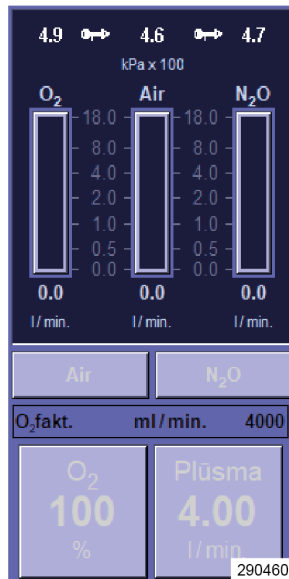 4.9 4.6 4.7
kPa x 100
O₂ Air N₂O
18.0 18.0
8.0 8.0
4.0 4.0
2.0 2.0
1.0 1.0
0.5 0.5
0.0 0.0
0.0 0.0 0.0
l/min. l/min. l/min.
Air N₂O
O₂fakt. ml/min. 4000
O₂ Plūsma
100 4.00
% l/min.
290460